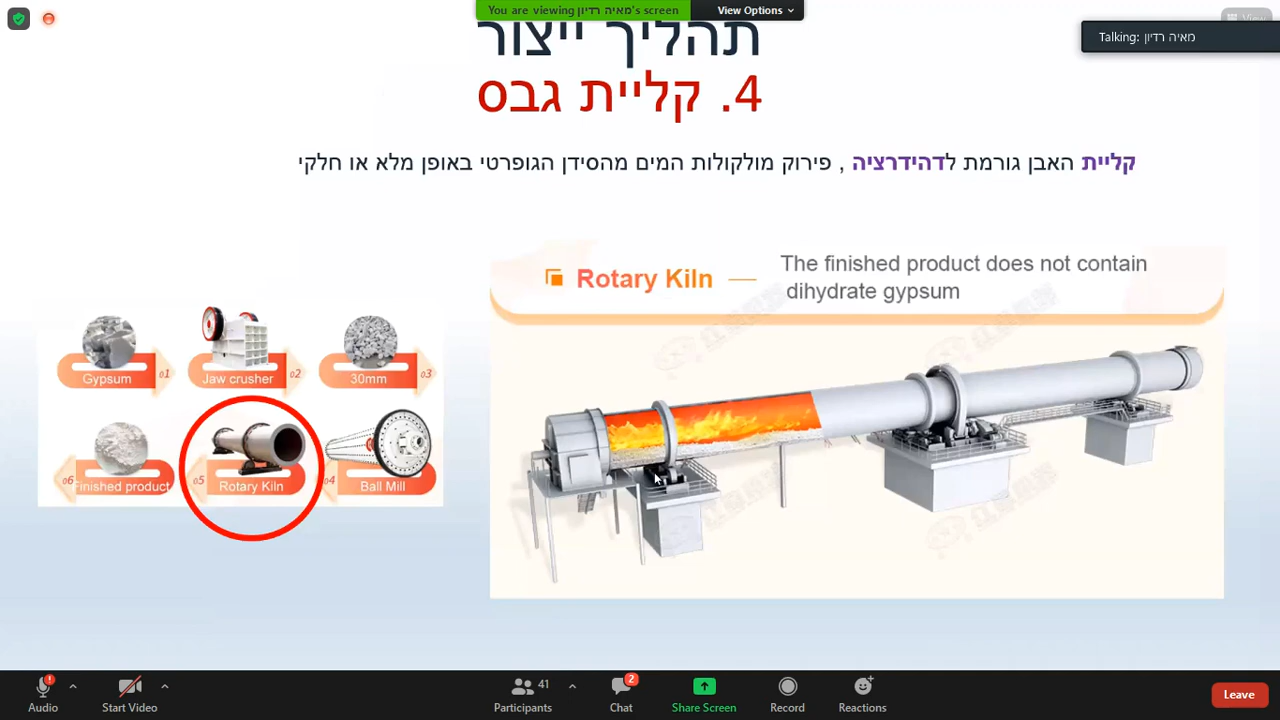 You are viewing מאיה רדיון's screen
View Options
View
Talking: מאיה רדיון
תהליך ייצור
4. קליית גבס
קליית האבן גורמת לדהידרציה , פירוק מולקולות המים מהסידן הגופרטי באופן מלא או חלקי
Rotary Kiln
The finished product does not contain
dihydrate gypsum
Gypsum 01
Jaw crusher 02
30mm 03
06 Finished product
05 Rotary Kiln
04 Ball Mill
Audio
Start Video
41
Participants
2
Chat
Share Screen
Record
Reactions
Leave